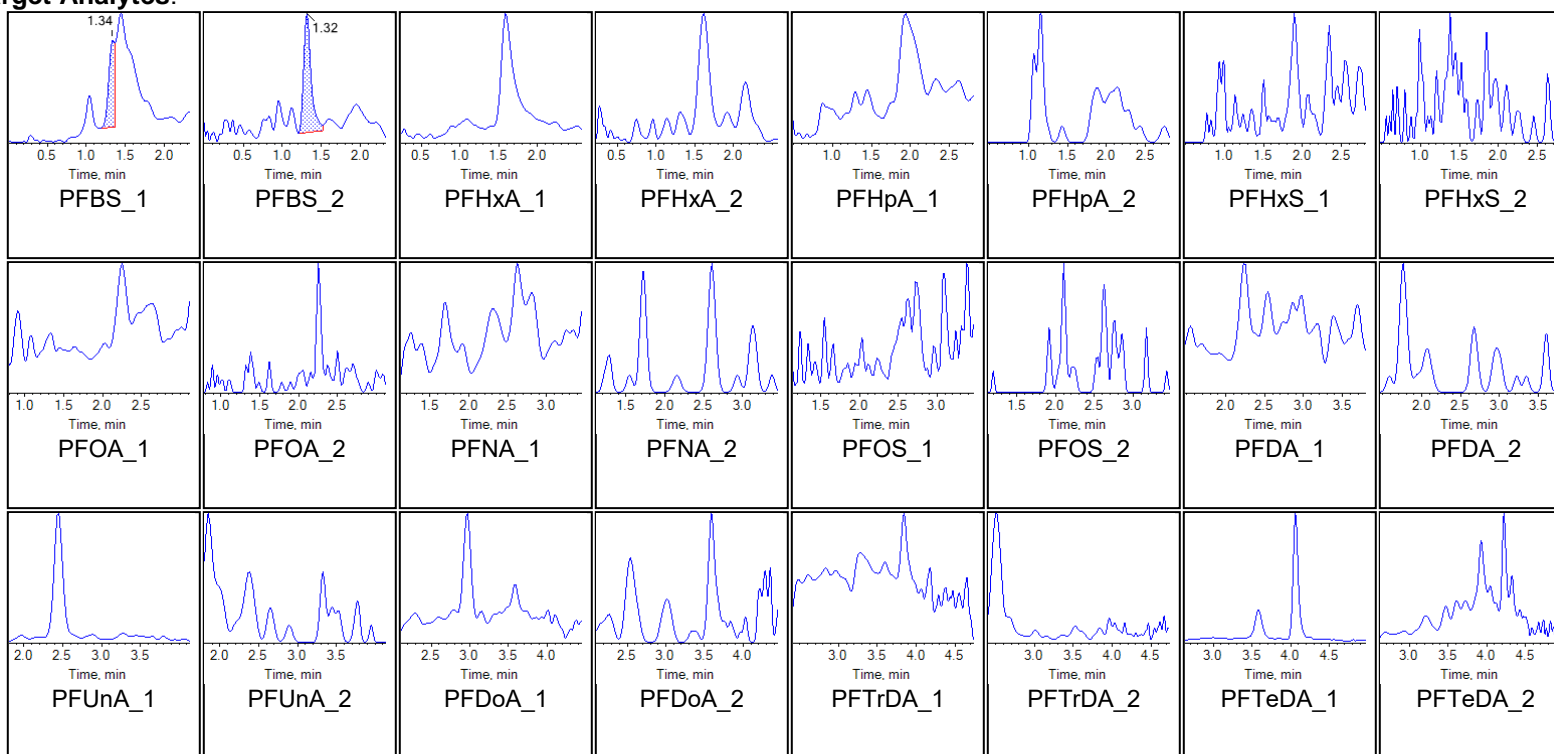 arget Analytes:
1.34
1.32
0.5 1.0 1.5 2.0 0.5 1.0 1.5 2.0 0.5 1.0 1.5 2.0 0.5 1.0 1.5 2.0 1.0 1.5 2.0 2.5 1.0 1.5 2.0 2.5 1.0 1.5 2.0 2.5 1.0 1.5 2.0 2.5
Time, min Time, min Time, min Time, min Time, min Time, min Time, min Time, min
PFBS_1 PFBS_2 PFHxA_1 PFHxA_2 PFHpA_1 PFHpA_2 PFHxS_1 PFHxS_2
1.0 1.5 2.0 2.5 1.0 1.5 2.0 2.5 1.5 2.0 2.5 3.0 1.5 2.0 2.5 3.0 1.5 2.0 2.5 3.0 1.5 2.0 2.5 3.0 2.0 2.5 3.0 3.5 2.0 2.5 3.0 3.5
Time, min Time, min Time, min Time, min Time, min Time, min Time, min Time, min
PFOA_1 PFOA_2 PFNA_1 PFNA_2 PFOS_1 PFOS_2 PFDA_1 PFDA_2
2.0 2.5 3.0 3.5 2.0 2.5 3.0 3.5 2.5 3.0 3.5 4.0 2.5 3.0 3.5 4.0 3.0 3.5 4.0 4.5 3.0 3.5 4.0 4.5 3.0 3.5 4.0 4.5 3.0 3.5 4.0 4.5
Time, min Time, min Time, min Time, min Time, min Time, min Time, min Time, min
PFUnA_1 PFUnA_2 PFDoA_1 PFDoA_2 PFTrDA_1 PFTrDA_2 PFTeDA_1 PFTeDA_2